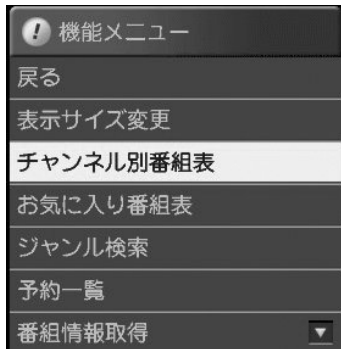 機能メニュー
戻る
表示サイズ変更
チャンネル別番組表
お気に入り番組表
ジャンル検索
予約一覧
番組情報取得